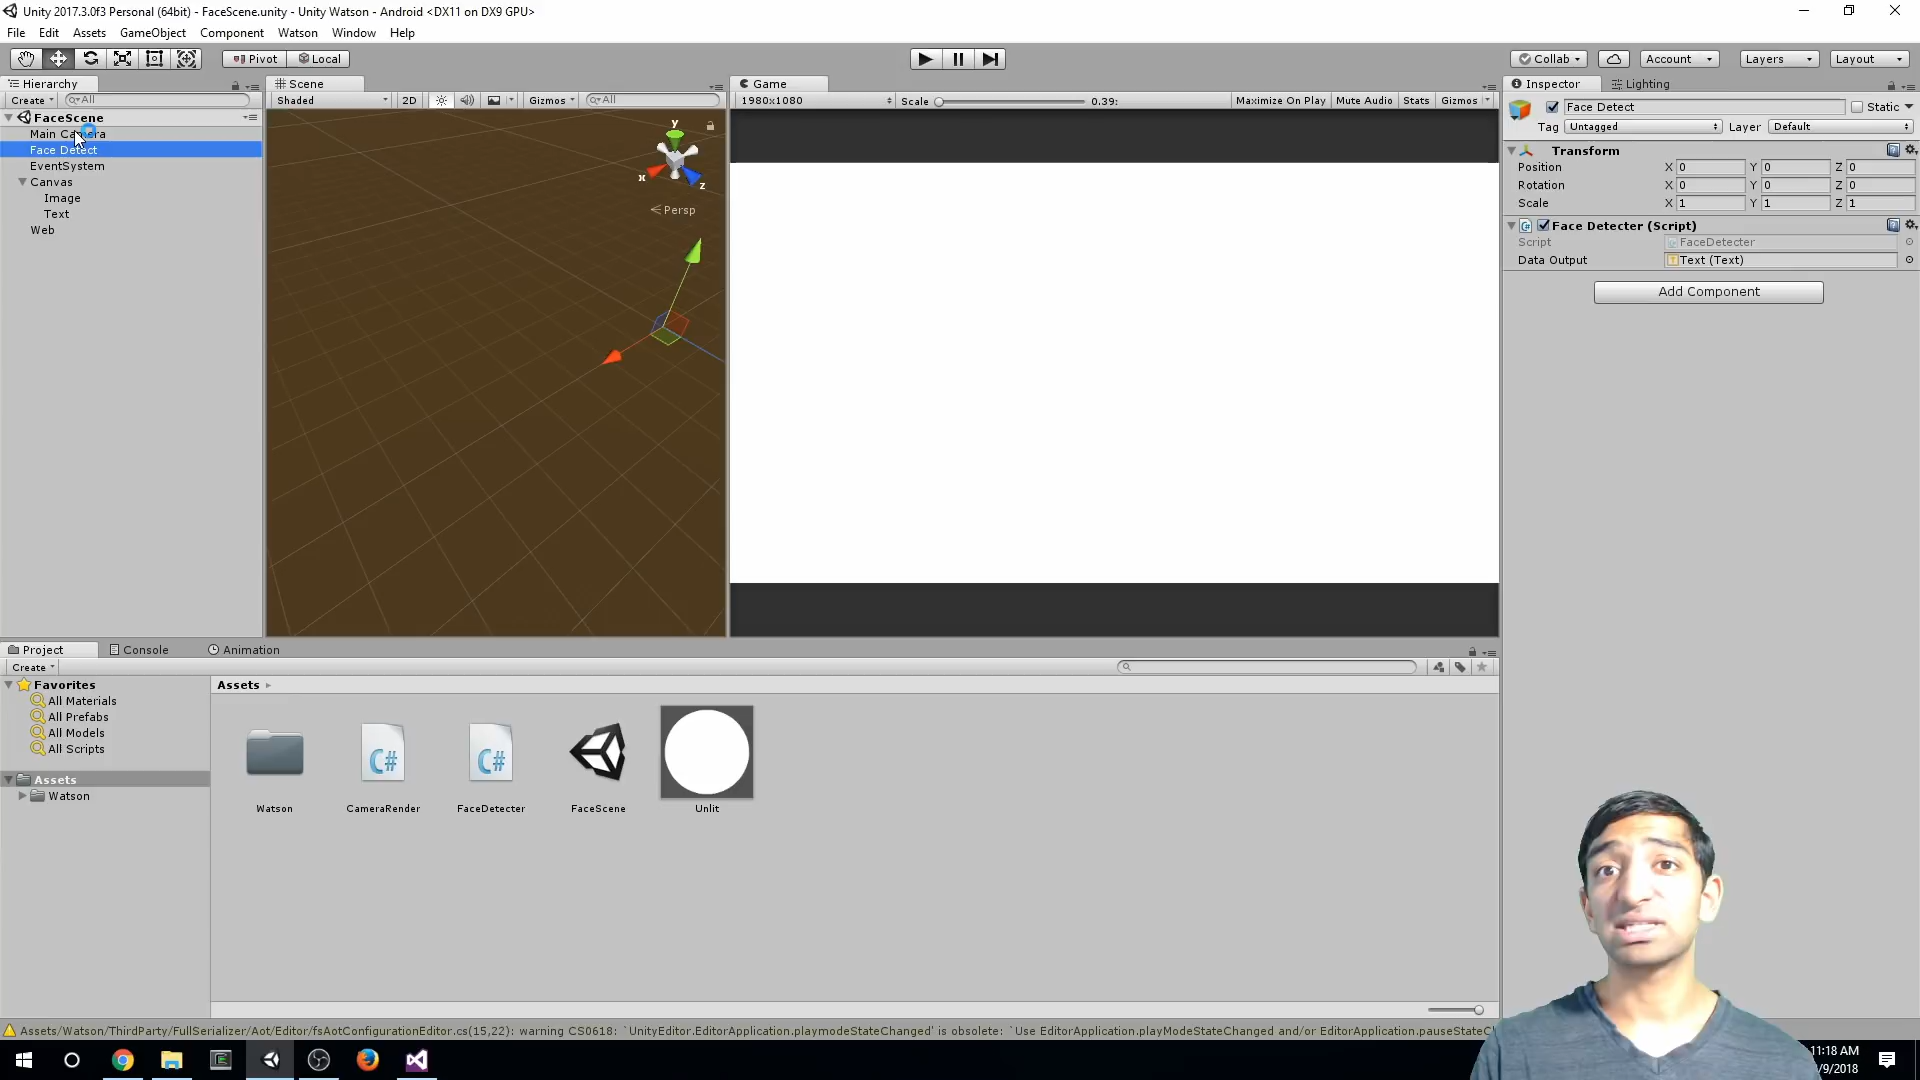 Unity 2017.3.0f3 Personal (64bit) - FaceScene.unity - Unity Watson - Android <DX11 on DX9 GPU>
File Edit Assets GameObject Component Watson Window Help
Pivot Local
Collab Account Layers Layout
Hierarchy
Create All
FaceScene
Main Camera
Face Detect
EventSystem
Canvas
Image
Text
Web
Scene
Shaded 2D Gizmos All
y
x
z
Persp
Game
1980x1080 Scale 0.39: Maximize On Play Mute Audio Stats Gizmos
Inspector Lighting
Face Detect Static
Tag Untagged Layer Default
Transform
Position X 0 Y 0 Z 0
Rotation X 0 Y 0 Z 0
Scale X 1 Y 1 Z 1
Face Detecter (Script)
Script FaceDetecter
Data Output Text (Text)
Add Component
Project Console Animation
Create
Favorites
All Materials
All Prefabs
All Models
All Scripts
Assets
Watson
Assets
C# C#
Watson CameraRender FaceDetecter FaceScene Unlit
Assets/Watson/ThirdParty/FullSerializer/Aot/Editor/fsAotConfigurationEditor.cs(15,22): warning CS0618: `UnityEditor.EditorApplication.playmodeStateChanged' is obsolete: `Use EditorApplication.playModeStateChanged and/or EditorApplication.pauseStateCh
11:18 AM
/9/2018